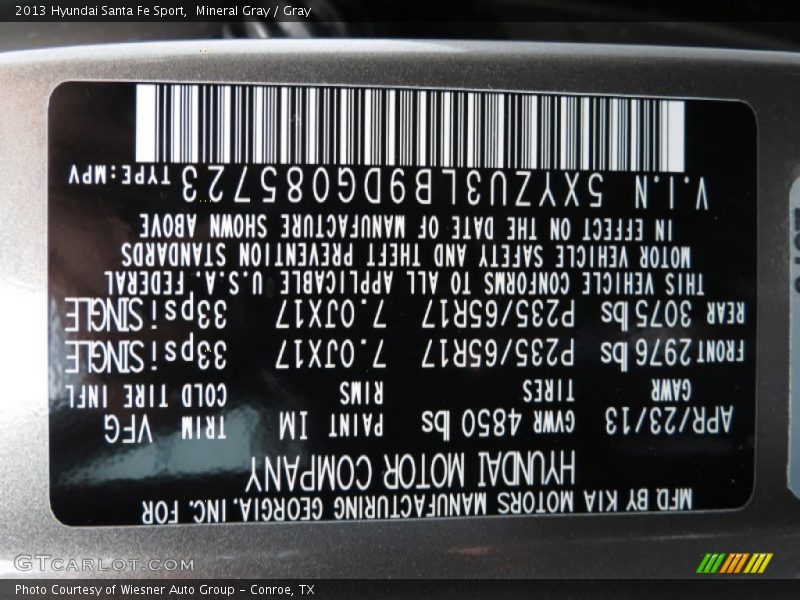 2013 Hyundai Santa Fe Sport, Mineral Gray / Gray
MFD. BY KIA MOTORS MANUFACTURING GEORGIA. INC. FOR
HYUNDAI MOTOR COMPANY
APR/23/13 GVWR 4850 lbs PAINT IM TRIM VFG
GAWR TIRES RIMS COLD TIRE INFL
FRONT 2976 lbs P235/65R17 7.0JX17 33psi SINGLE
REAR 3075 lbs P235/65R17 7.0JX17 33psi SINGLE
THIS VEHICLE CONFORMS TO ALL APPLICABLE U.S.A. FEDERAL
MOTOR VEHICLE SAFETY AND THEFT PREVENTION STANDARDS
IN EFFECT ON THE DATE OF MANUFACTURE SHOWN ABOVE
V.I.N 5XYZU3LB9DG085723 TYPE:MPV
GTCARLOT.COM
Photo Courtesy of Wiesner Auto Group - Conroe, TX